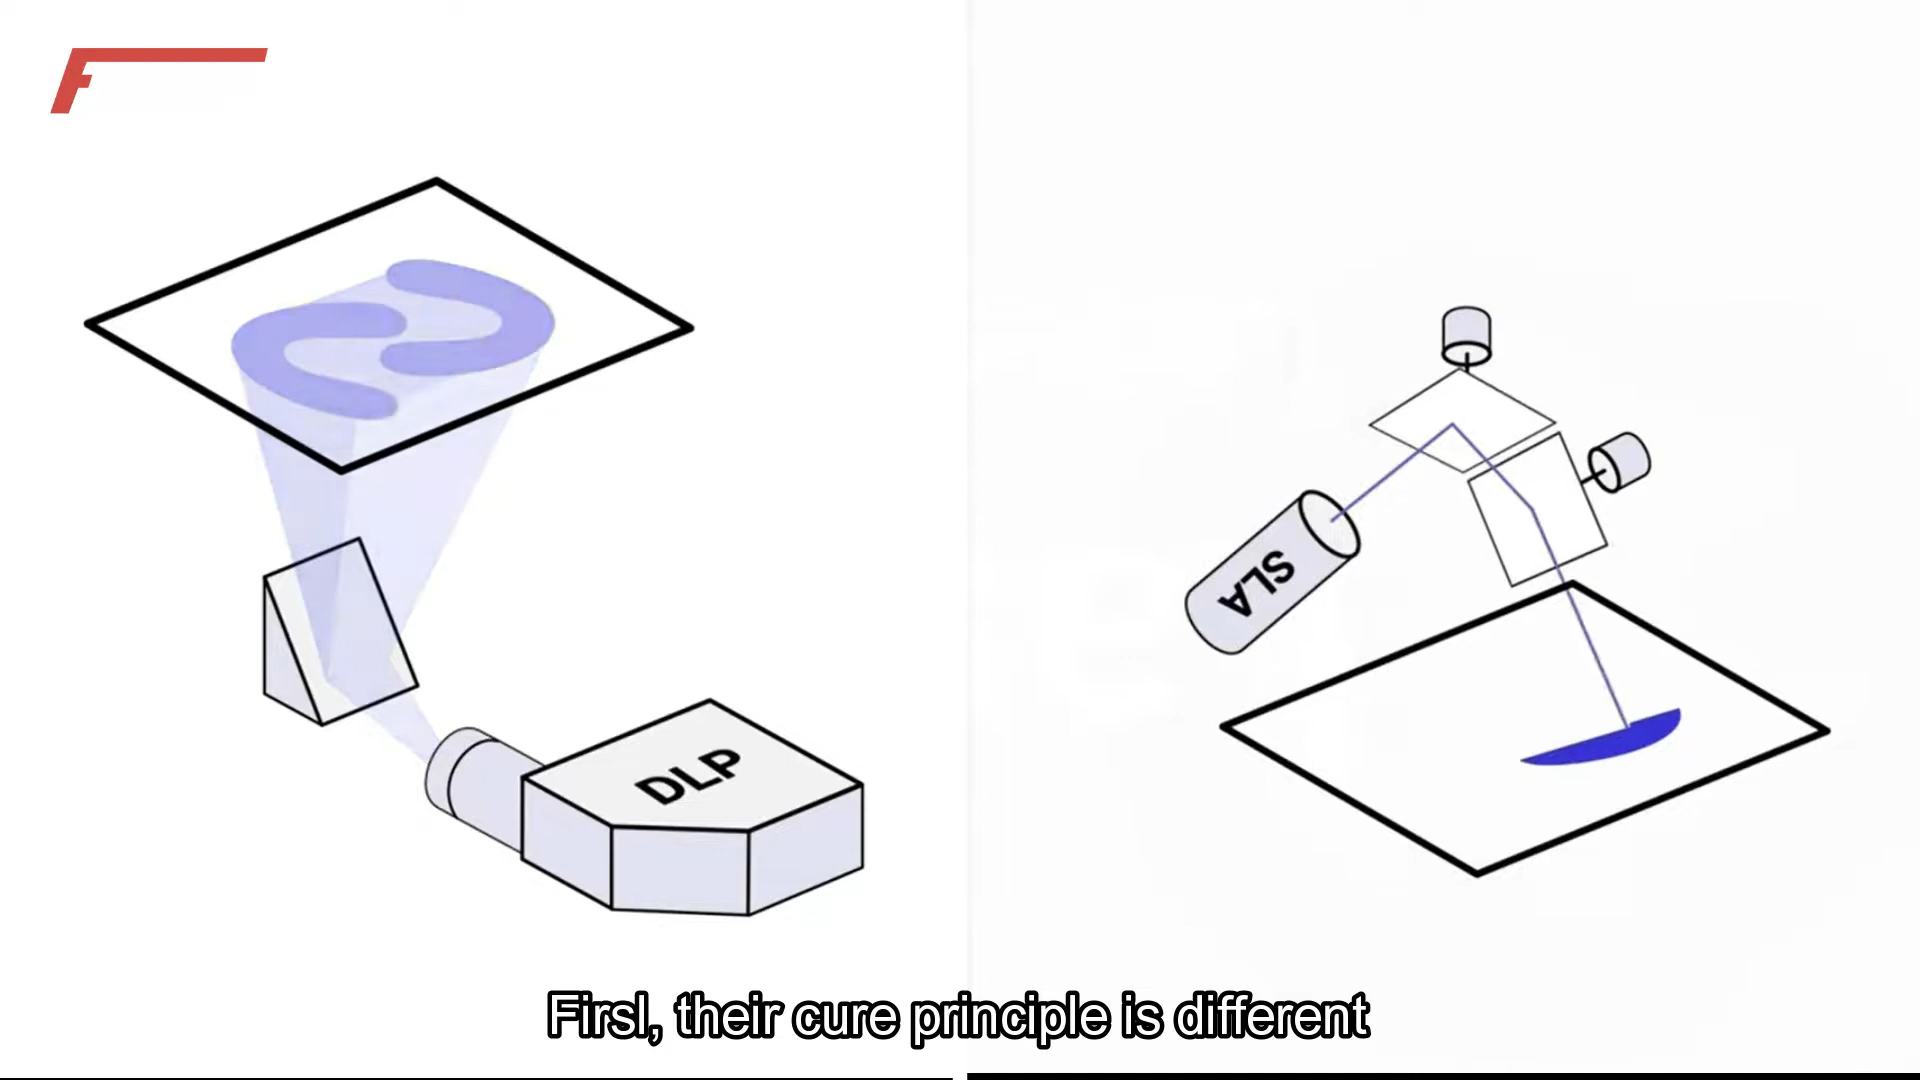 F
DLP
SLA
Firsl, their cure principle is different